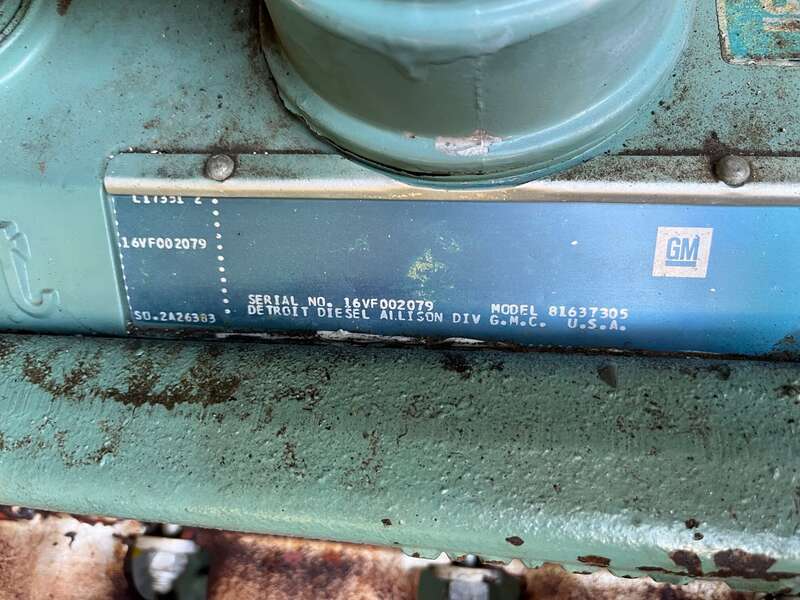 16VF002079
SO.2A26383
SERIAL NO. 16VF002079 MODEL 81637305
DETROIT DIESEL ALLISON DIV G.M.C. U.S.A.
GM